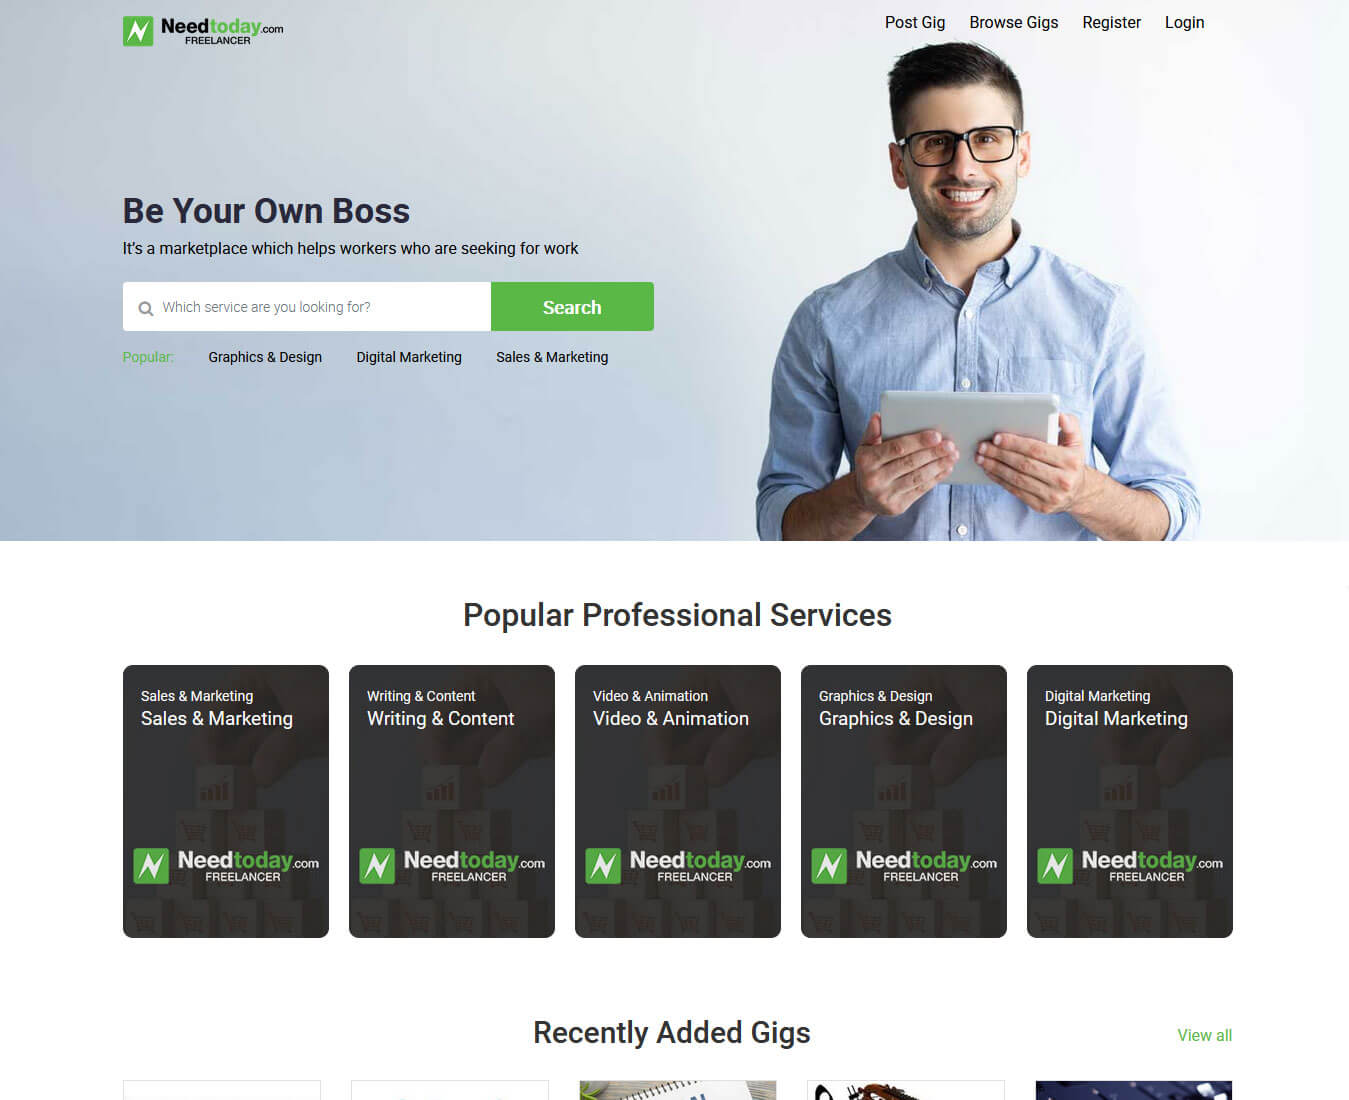 Needtoday.com
FREELANCER
Post Gig Browse Gigs Register Login
Be Your Own Boss
It's a marketplace which helps workers who are seeking for work
Which service are you looking for? Search
Popular: Graphics & Design Digital Marketing Sales & Marketing
Popular Professional Services
Sales & Marketing
Sales & Marketing
Needtoday.com
FREELANCER
Writing & Content
Writing & Content
Needtoday.com
FREELANCER
Video & Animation
Video & Animation
Needtoday.com
FREELANCER
Graphics & Design
Graphics & Design
Needtoday.com
FREELANCER
Digital Marketing
Digital Marketing
Needtoday.com
FREELANCER
Recently Added Gigs
View all